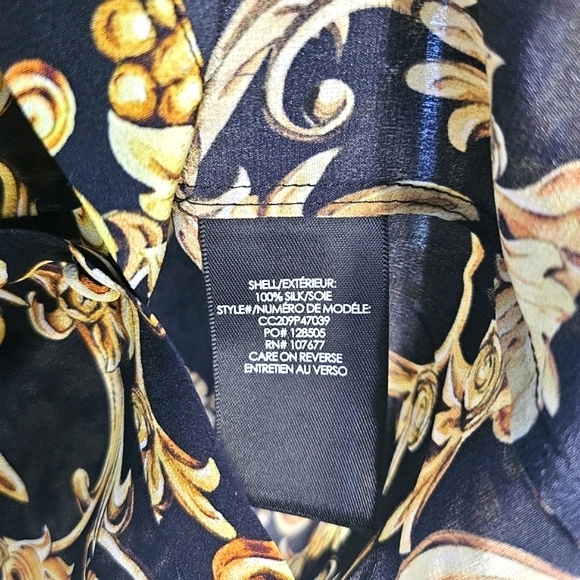 SHELL/EXTÉRIEUR:
100% SILK/SOIE
STYLE#/NUMÉRO DE MODÉLE:
CC209P47039
PO# 128505
RN# 107677
CARE ON REVERSE
ENTRETIEN AU VERSO